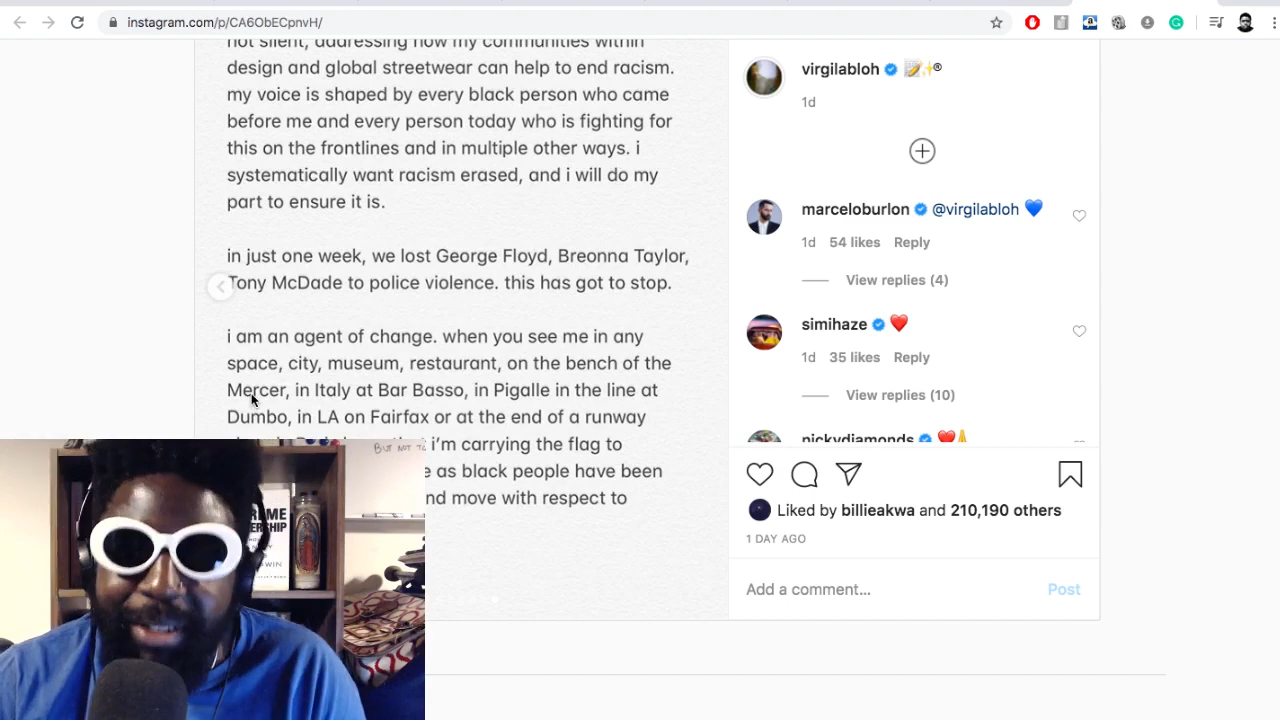 instagram.com/p/CA6ObECpnvH/
not silent, addressing how my communities within
design and global streetwear can help to end racism.
my voice is shaped by every black person who came
before me and every person today who is fighting for
this on the frontlines and in multiple other ways. i
systematically want racism erased, and i will do my
part to ensure it is.
in just one week, we lost George Floyd, Breonna Taylor,
Tony McDade to police violence. this has got to stop.
i am an agent of change. when you see me in any
space, city, museum, restaurant, on the bench of the
Mercer, in Italy at Bar Basso, in Pigalle in the line at
Dumbo, in LA on Fairfax or at the end of a runway
i'm carrying the flag to
as black people have been
move with respect to
virgilabloh
1d
marceloburlon @virgilabloh
1d 54 likes Reply
View replies (4)
simihaze
1d 35 likes Reply
View replies (10)
nickydiamonds
Liked by billieakwa and 210,190 others
1 DAY AGO
Add a comment... Post
BUT NOT